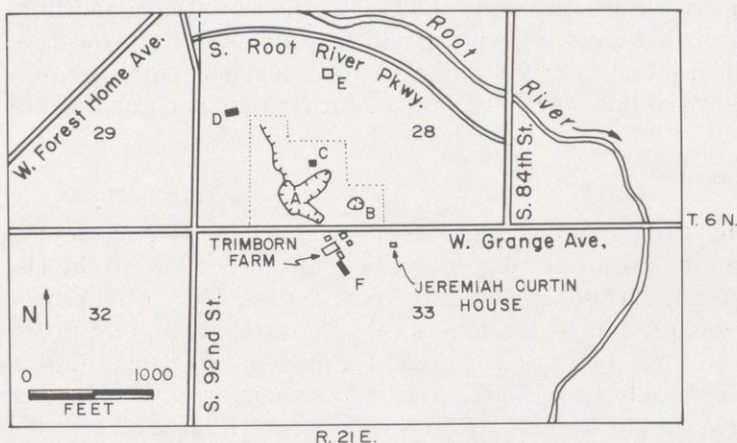 W. Forest Home Ave.
S. Root River Pkwy.
Root River
29
28
E
D
C
A
B
S. 84th St.
T. 6 N.
W. Grange Ave.
TRIMBORN
FARM
F
JEREMIAH CURTIN
HOUSE
N
32
33
S. 92nd St.
0 1000
FEET
R. 21 E.